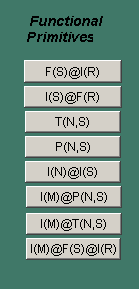 Functional
Primitives
F(S)@I(R)
I(S)@F(R)
T(N,S)
P(N,S)
I(N)@I(S)
I(M)@P(N,S)
I(M)@T(N,S)
I(M)@F(S)@I(R)